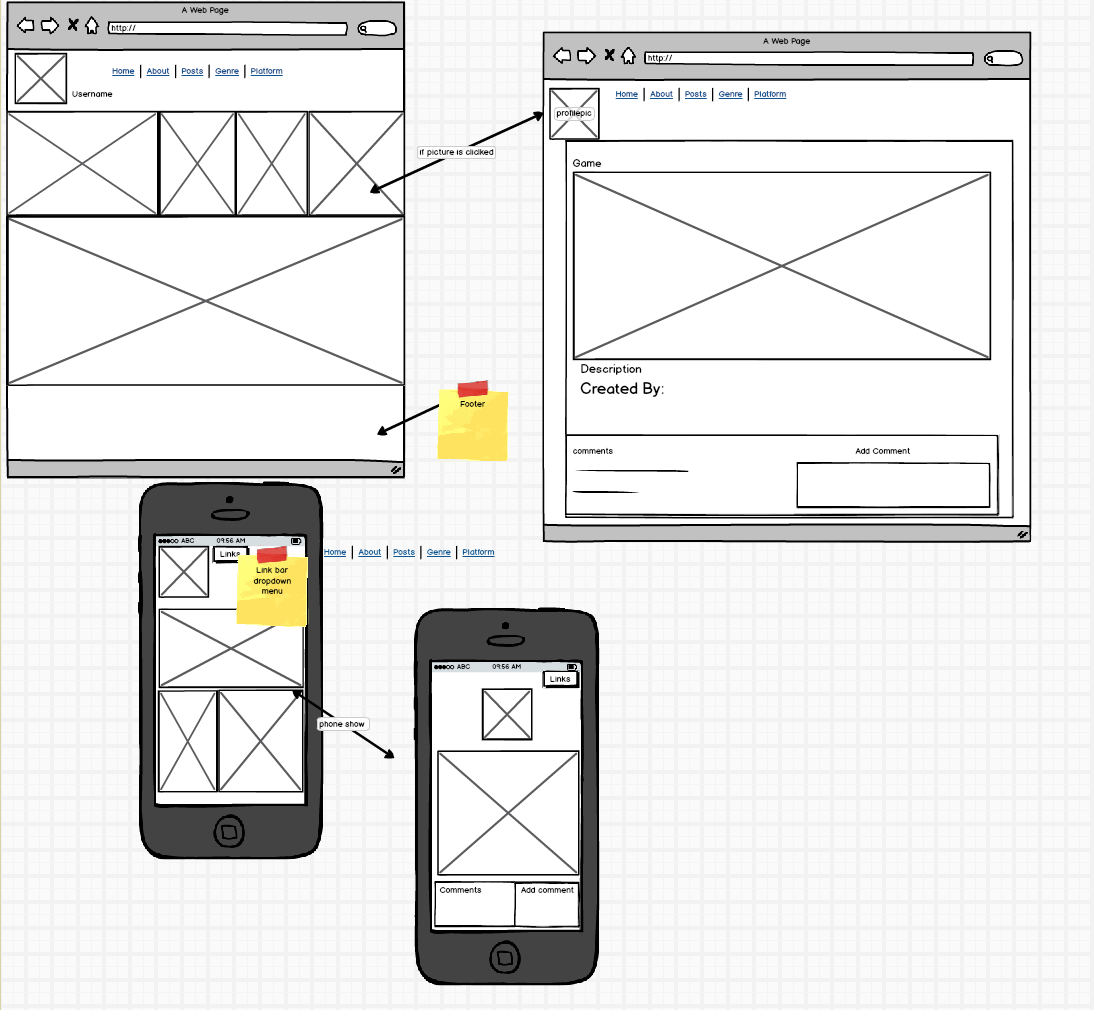 A Web Page
http://
Home | About | Posts | Genre | Platform
Username
if picture is clidked
Footer
A Web Page
http://
Home | About | Posts | Genre | Platform
profilepic
Game
Description
Created By:
comments
Add Comment
ABC 09:56 AM
Links
Link bar
dropdown
menu
Home | About | Posts | Genre | Platform
phone show
ABC 09:56 AM
Links
Comments
Add comment